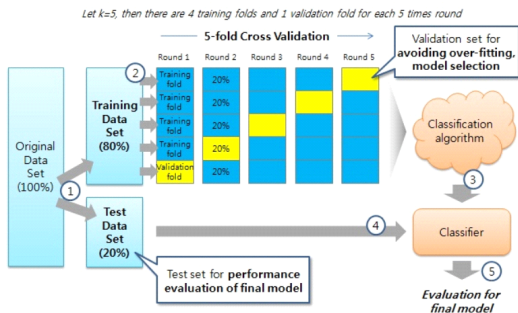 Let k=5, then there are 4 training folds and 1 validation fold for each 5 times round
5-fold Cross Validation
Round 1 Round 2 Round 3 Round 4 Round 5
Validation set for
avoiding over-fitting,
model selection
2
Training
fold
20%
Training
fold
20%
Training
fold
20%
Training
fold
20%
Validation
fold
20%
Training
Data
Set
(80%)
Original
Data
Set
(100%)
1
Classification
algorithm
3
Test
Data
Set
(20%)
4
Classifier
Test set for performance
evaluation of final model
5
Evaluation for
final model